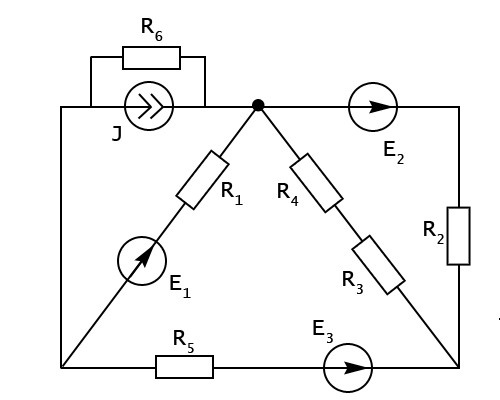 R₆
J
E₂
R₁
R₄
R₂
E₁
R₃
R₅
E₃